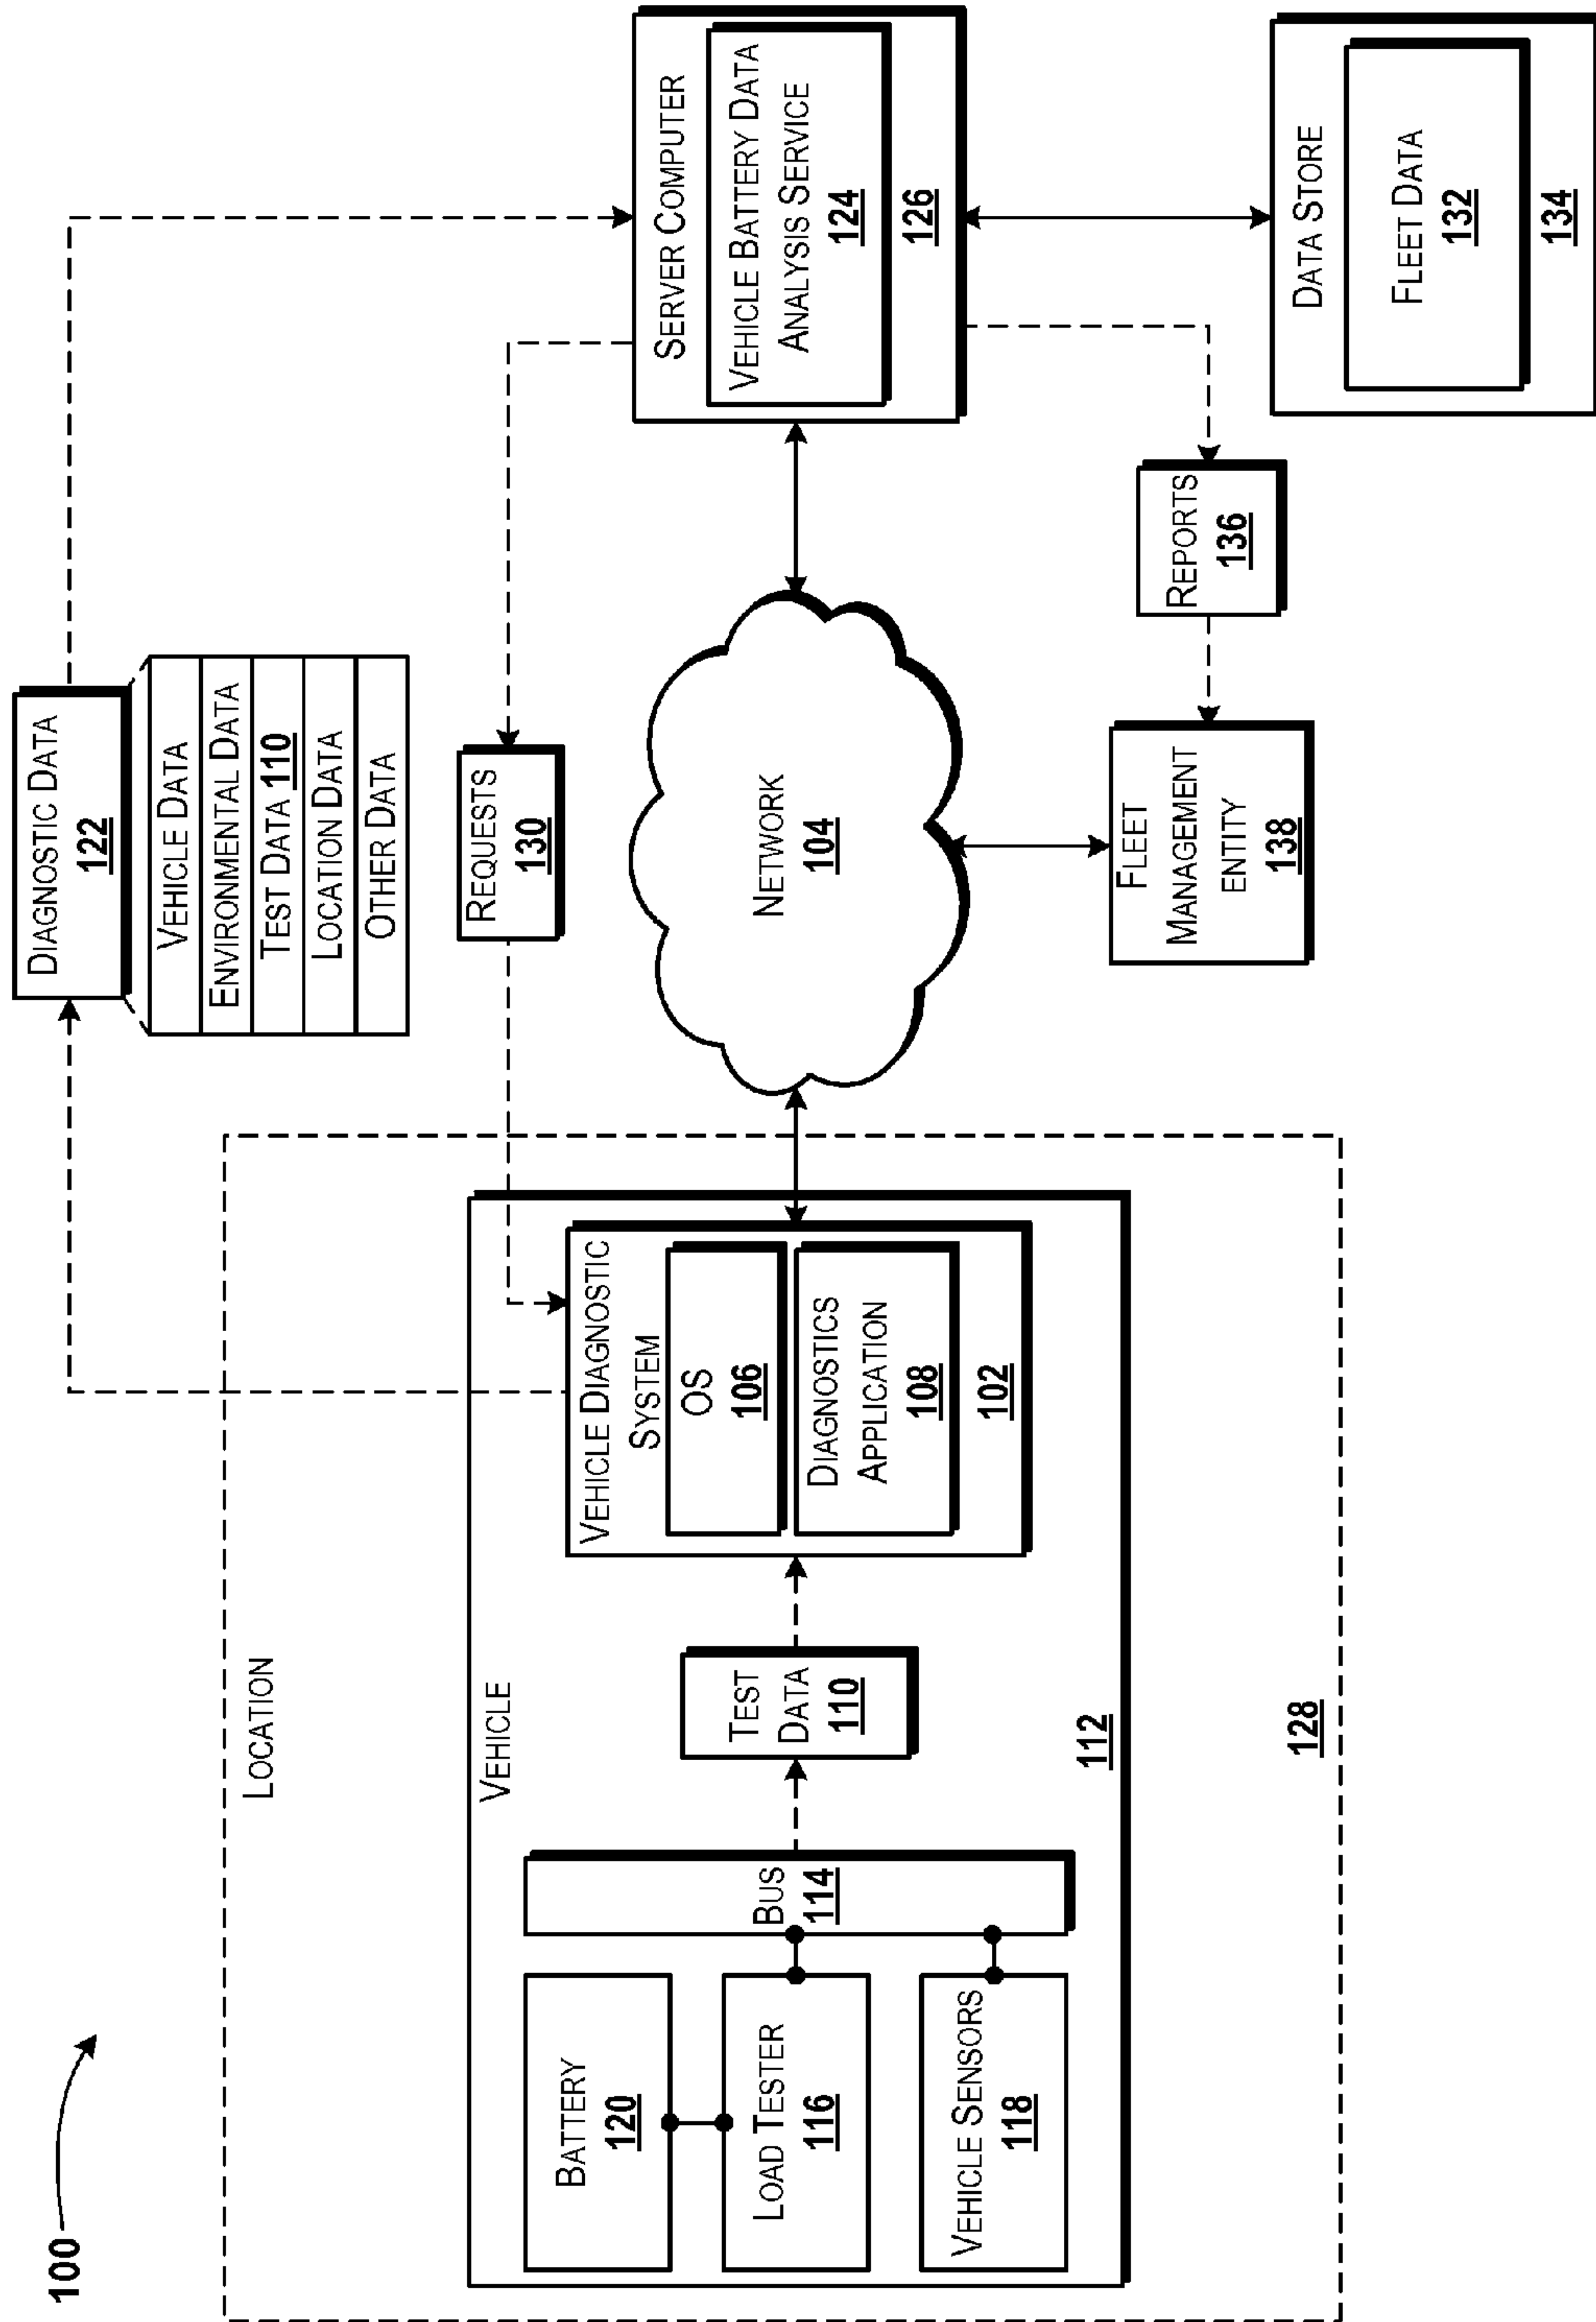 100
LOCATION
VEHICLE
BATTERY
120
LOAD TESTER
116
VEHICLE SENSORS
118
BUS
114
TEST
DATA
110
VEHICLE DIAGNOSTIC
SYSTEM
OS
106
DIAGNOSTICS
APPLICATION
108
102
112
128
DIAGNOSTIC DATA
122
VEHICLE DATA
ENVIRONMENTAL DATA
TEST DATA 110
LOCATION DATA
OTHER DATA
REQUESTS
130
NETWORK
104
FLEET
MANAGEMENT
ENTITY
138
REPORTS
136
SERVER COMPUTER
VEHICLE BATTERY DATA
ANALYSIS SERVICE
124
126
DATA STORE
FLEET DATA
132
134